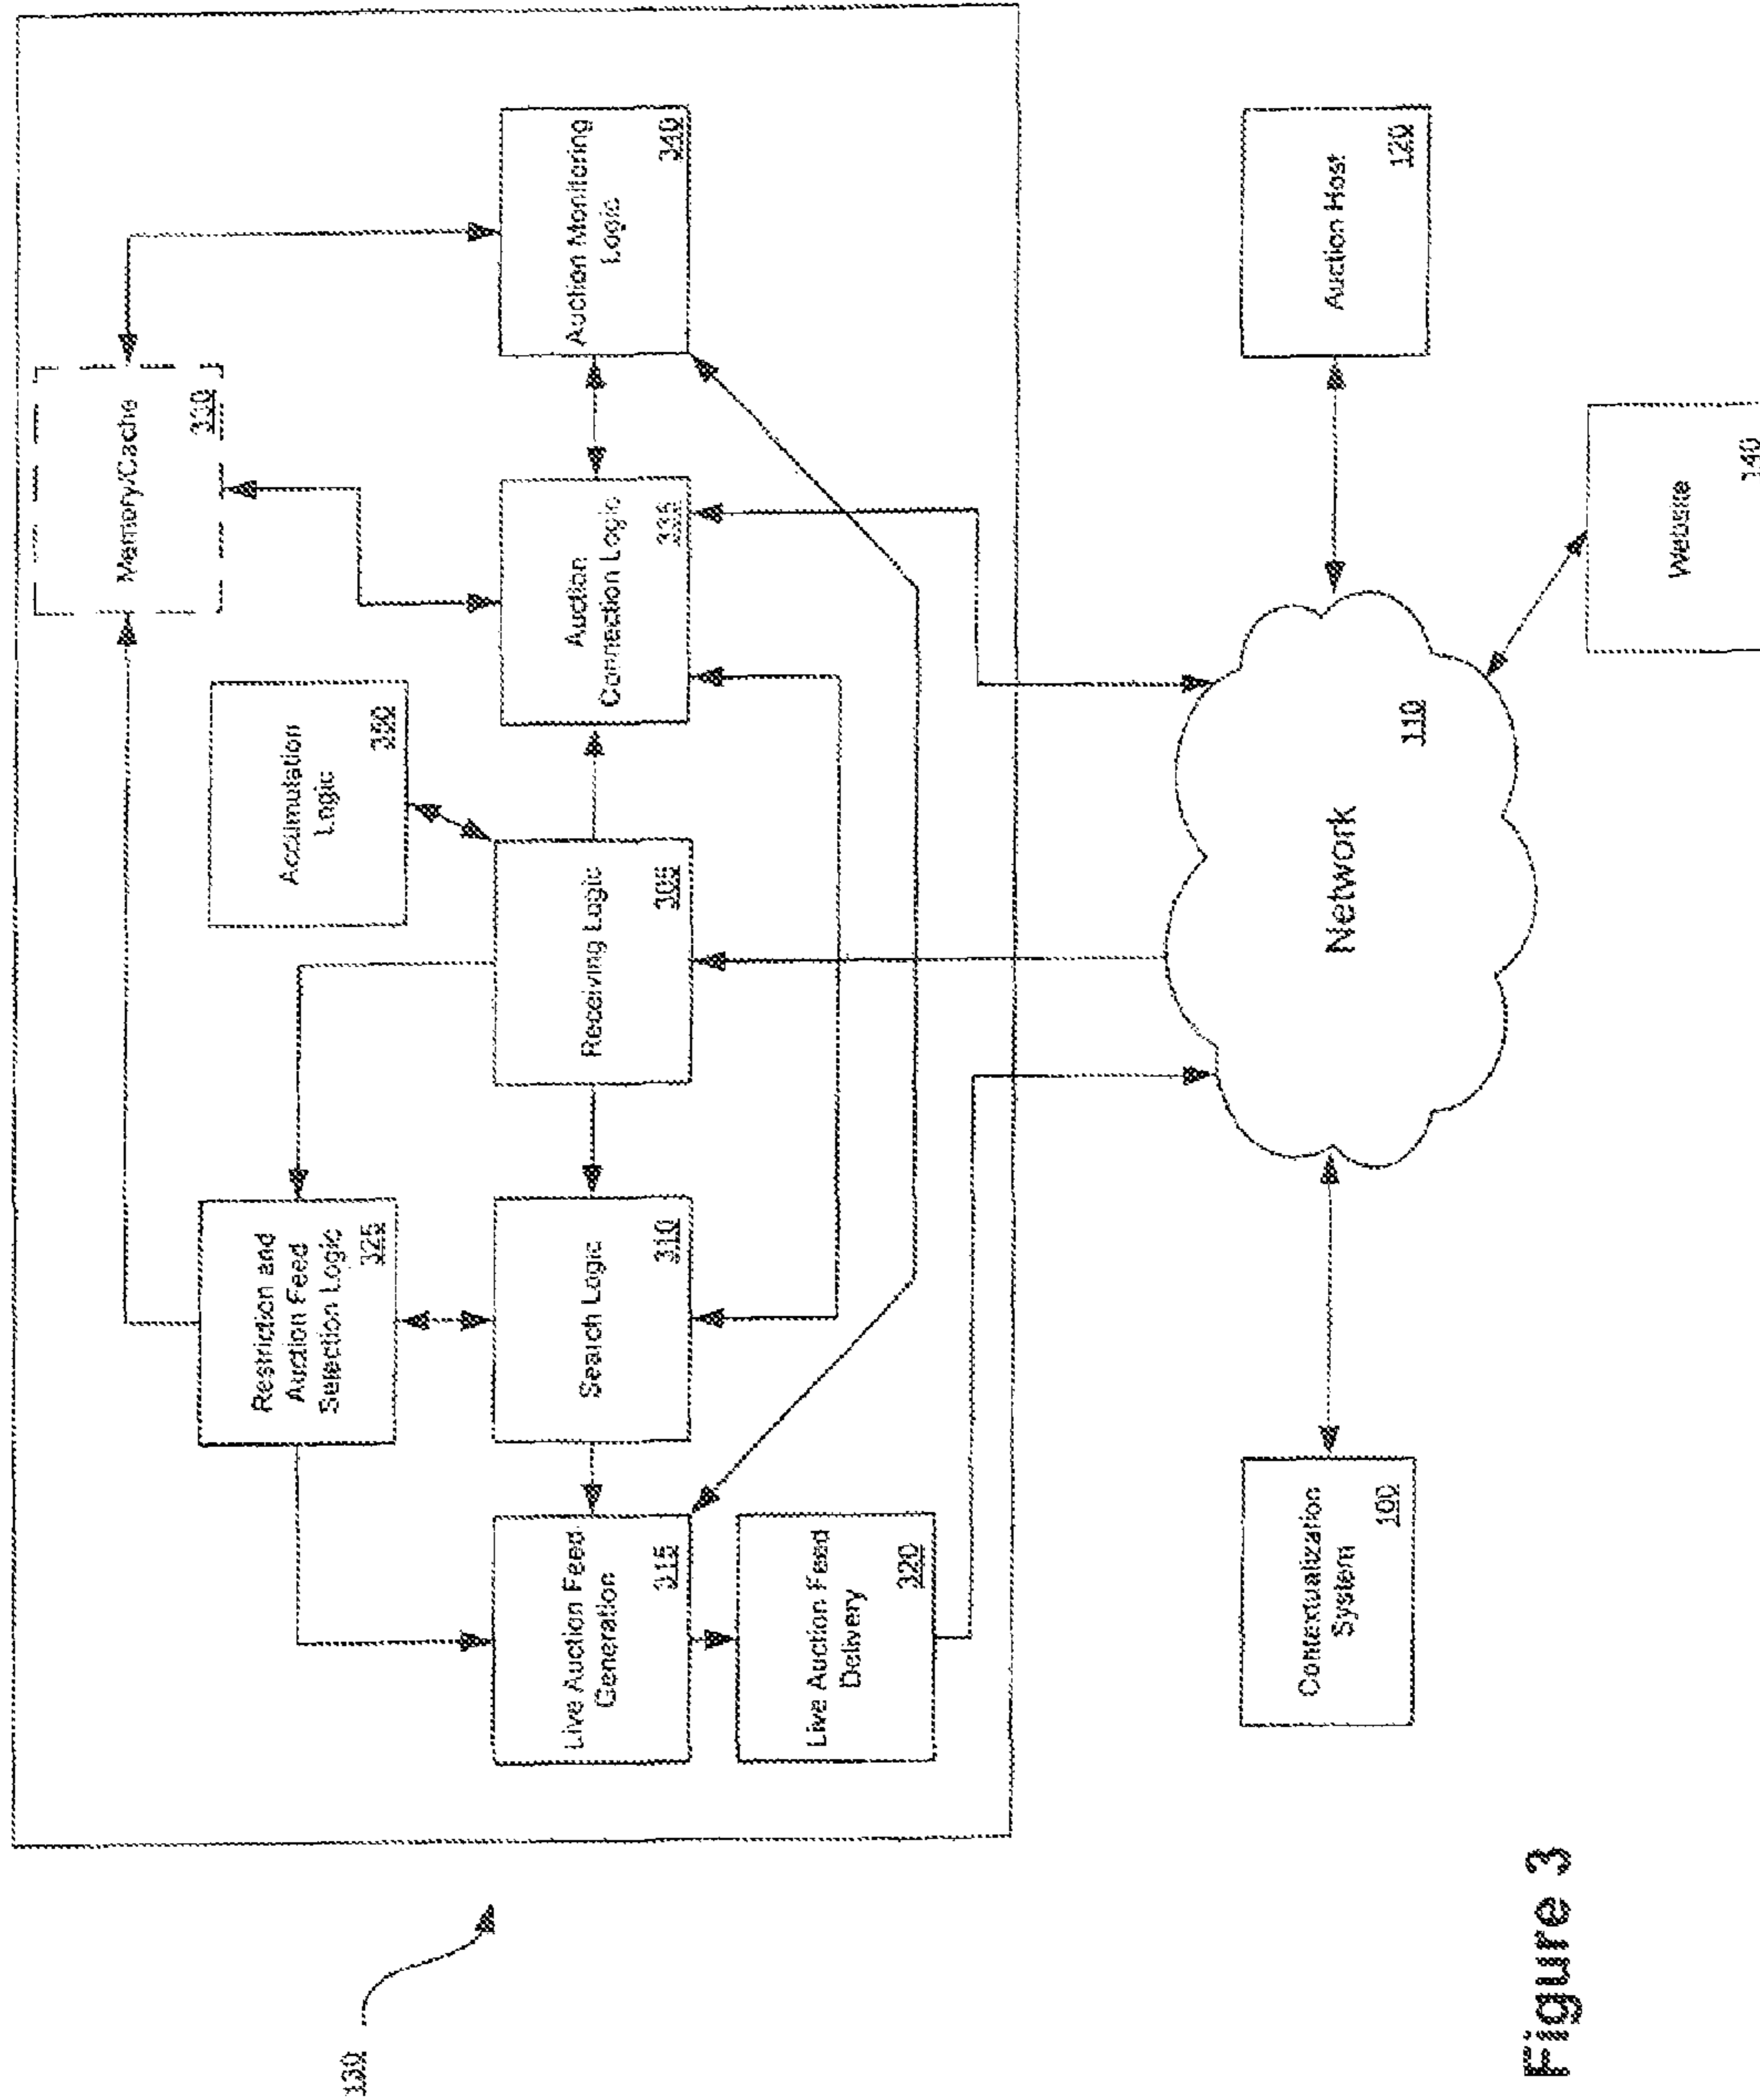 Memory/Cache
330
Accumulation
Logic
350
Restriction and
Auction Feed
Selection Logic
325
Live Auction Feed
Generation
315
Search Logic
310
Receiving Logic
305
Auction
Connection Logic
335
Auction Monitoring
Logic
340
Live Auction Feed
Delivery
320
130
Network
110
Contextualization
System
100
Auction Host
120
Website
140
Figure 3